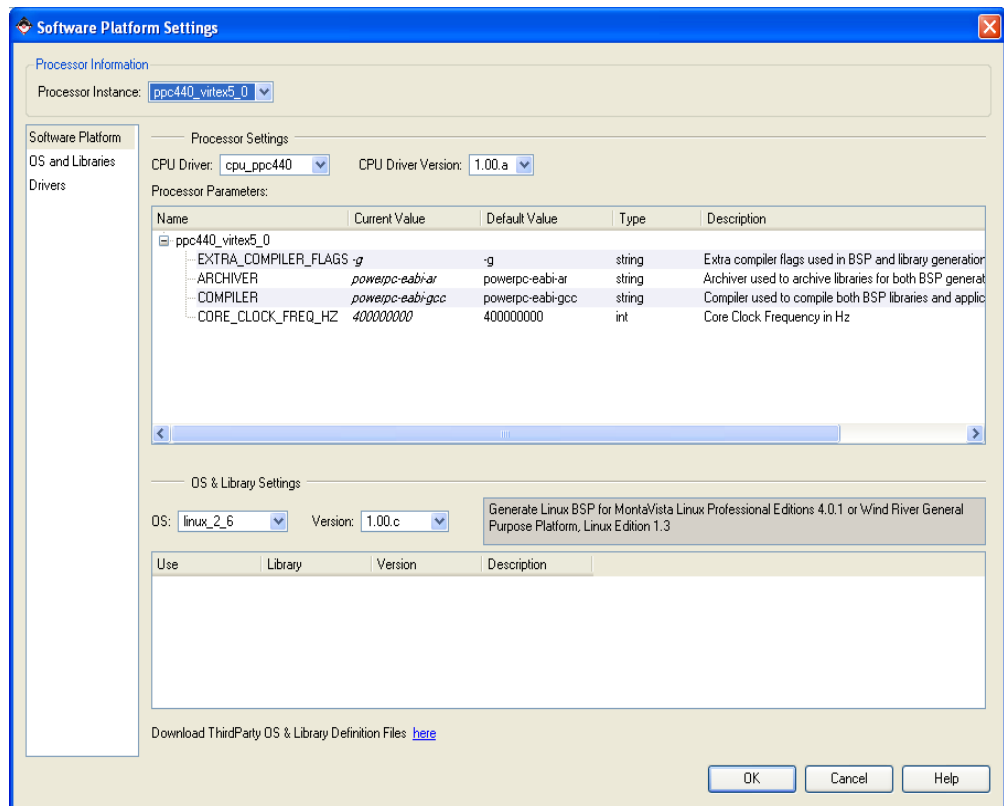 Software Platform Settings
Processor Information
Processor Instance: ppc440_virtex5_0
Software Platform
OS and Libraries
Drivers
Processor Settings
CPU Driver: cpu_ppc440 CPU Driver Version: 1.00.a
Processor Parameters:
Name Current Value Default Value Type Description
ppc440_virtex5_0
EXTRA_COMPILER_FLAGS -g -g string Extra compiler flags used in BSP and library generation
ARCHIVER powerpc-eabi-ar powerpc-eabi-ar string Archiver used to archive libraries for both BSP generat
COMPILER powerpc-eabi-gcc powerpc-eabi-gcc string Compiler used to compile both BSP libraries and applic
CORE_CLOCK_FREQ_HZ 400000000 400000000 int Core Clock Frequency in Hz
OS & Library Settings
OS: linux_2_6 Version: 1.00.c
Generate Linux BSP for MontaVista Linux Professional Editions 4.0.1 or Wind River General
Purpose Platform, Linux Edition 1.3
Use Library Version Description
Download ThirdParty OS & Library Definition Files here
OK Cancel Help